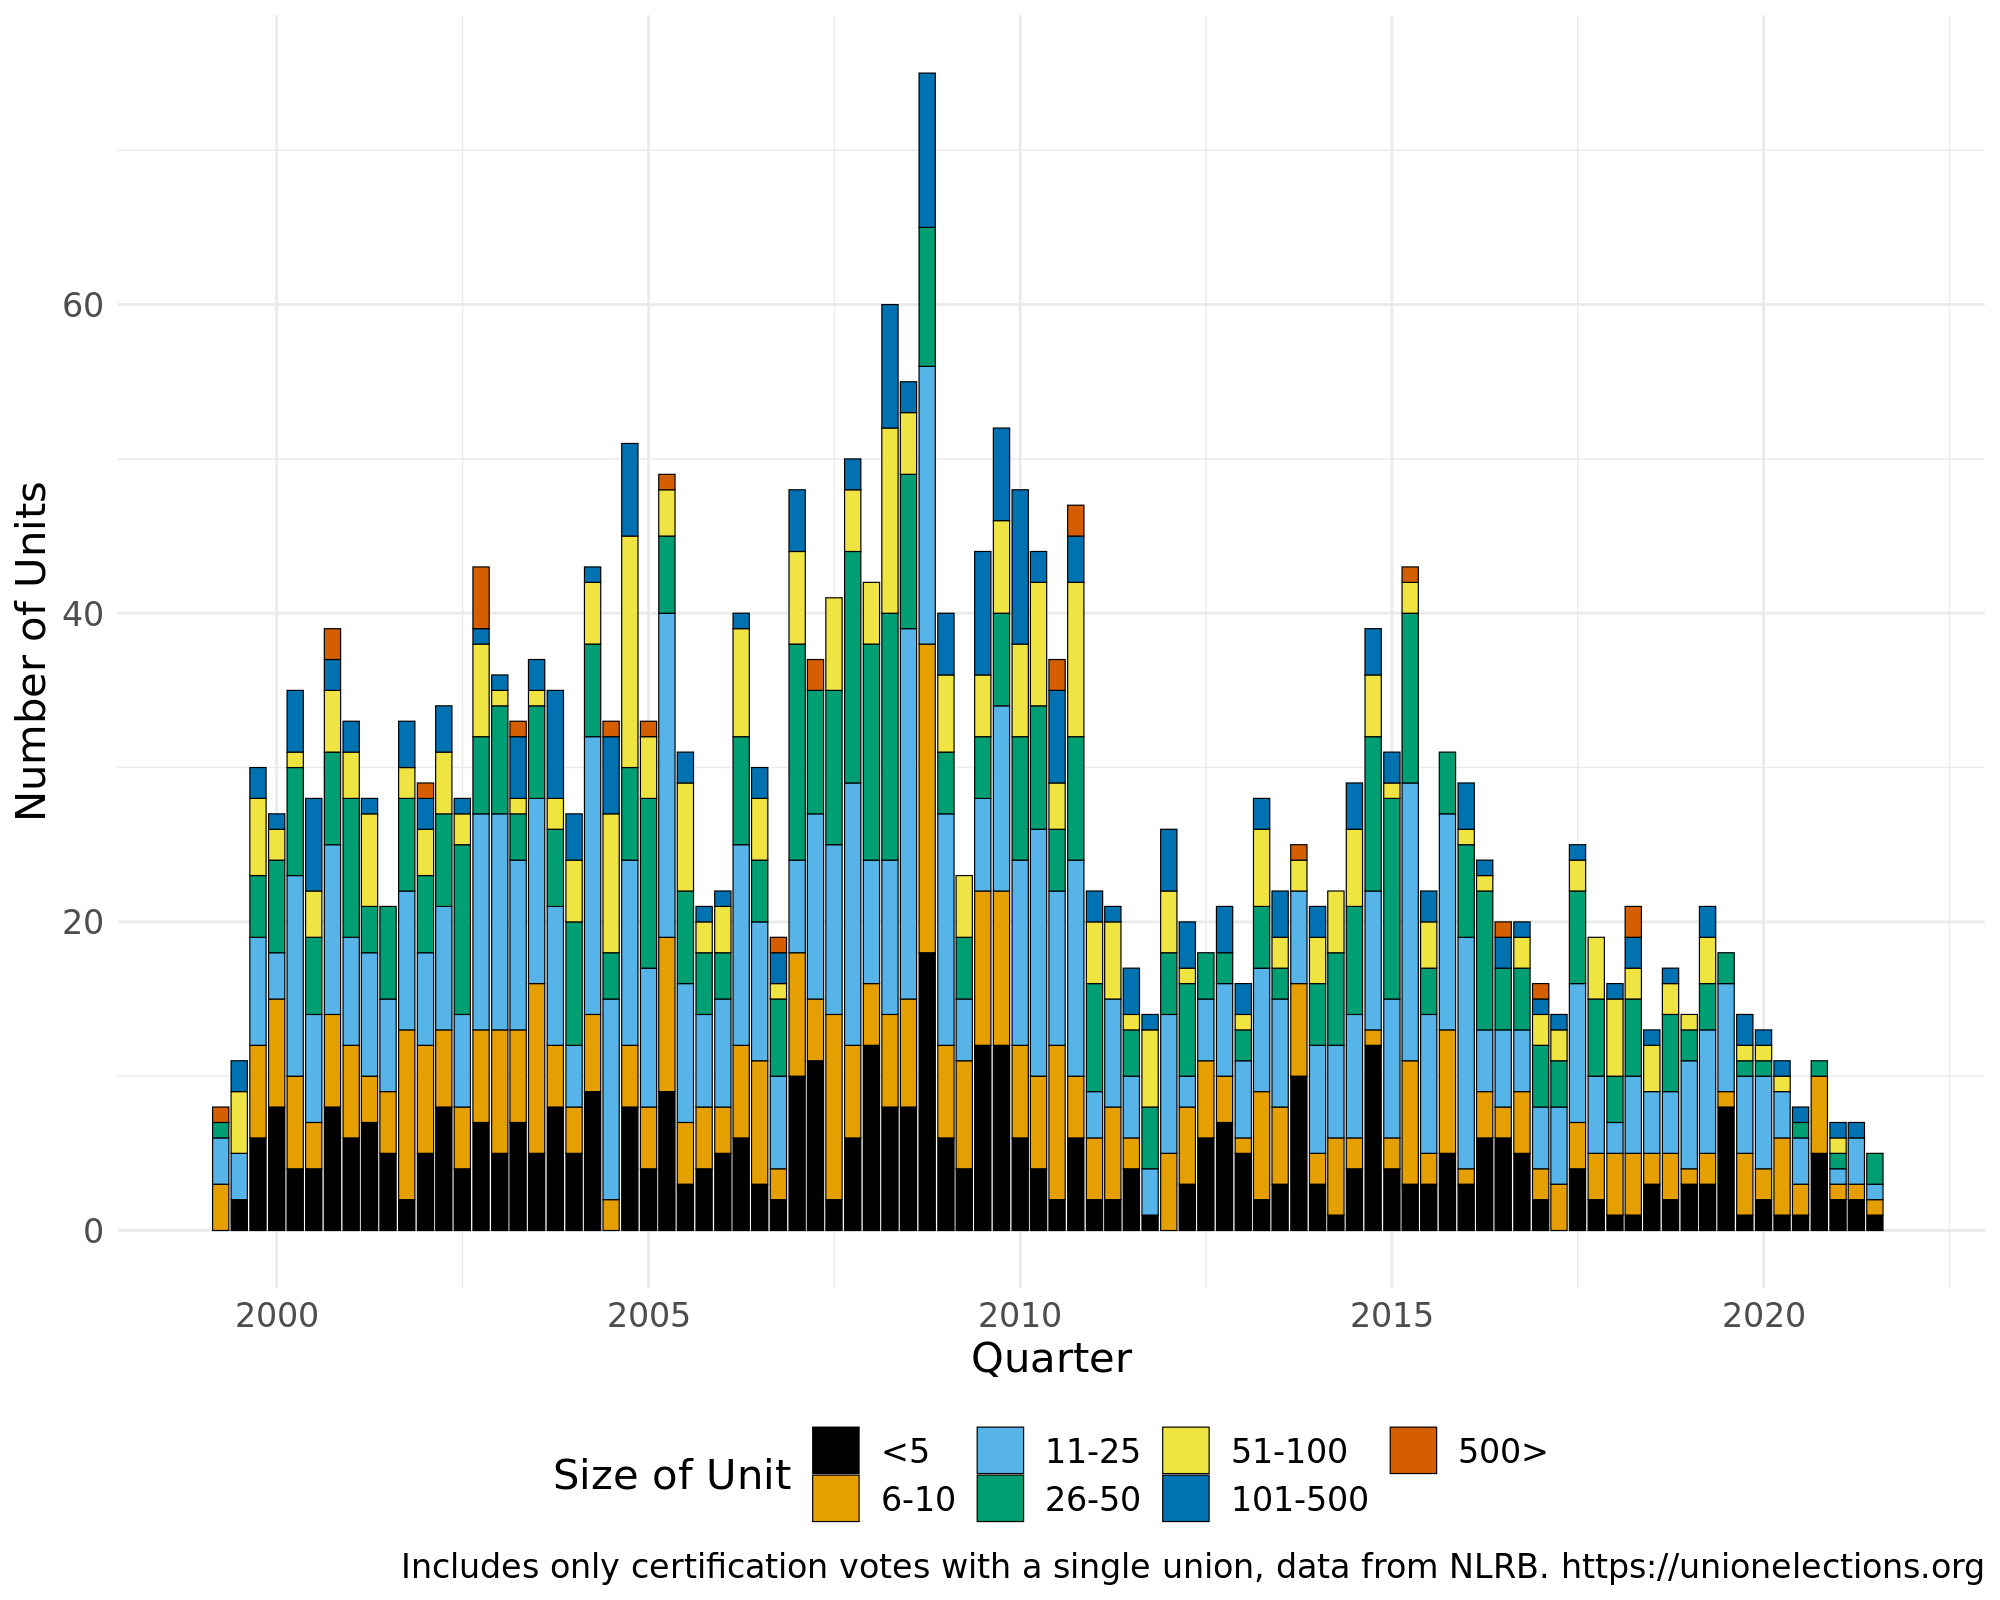 60
40
20
0
Number of Units
2000 2005 2010 2015 2020
Quarter
Size of Unit
<5 11-25 51-100 500>
6-10 26-50 101-500
Includes only certification votes with a single union, data from NLRB. https://unionelections.org